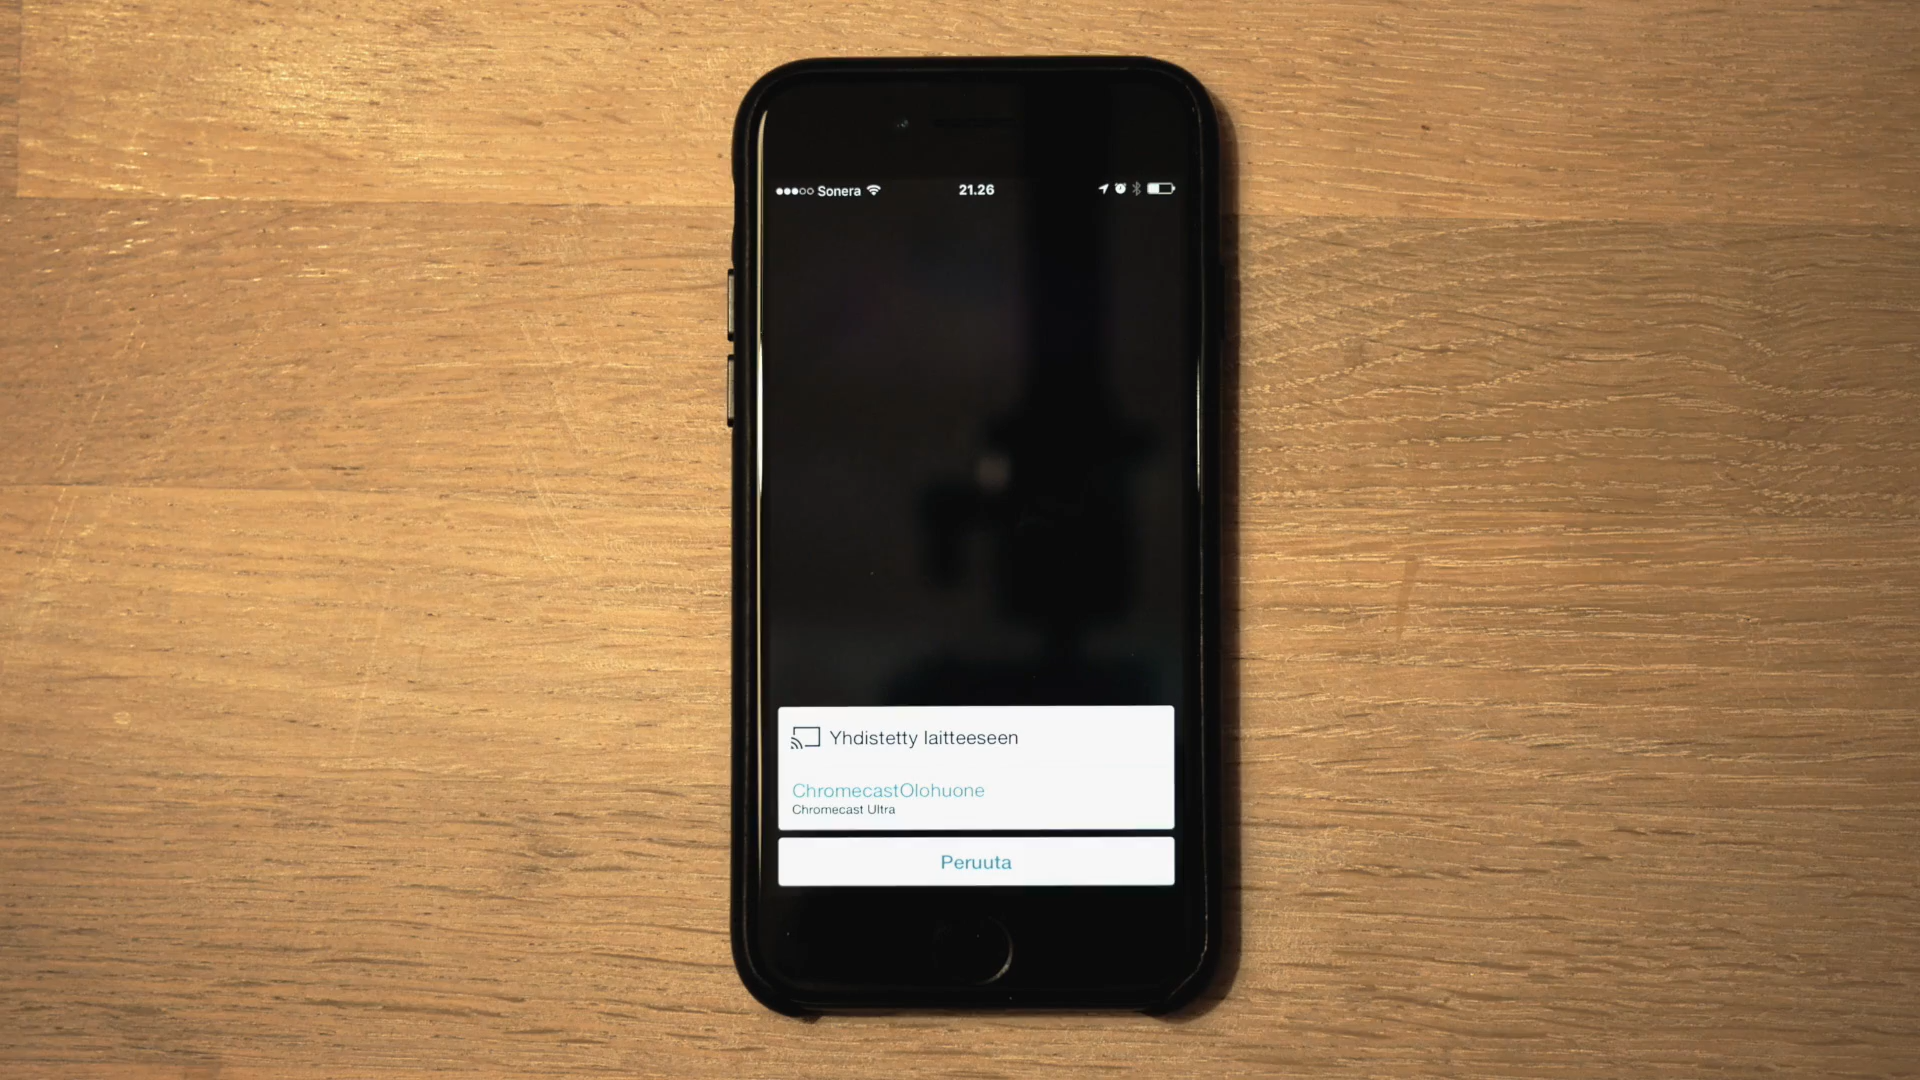 Sonera 21.26
Yhdistetty laitteeseen
ChromecastOlohuone
Chromecast Ultra
Peruuta